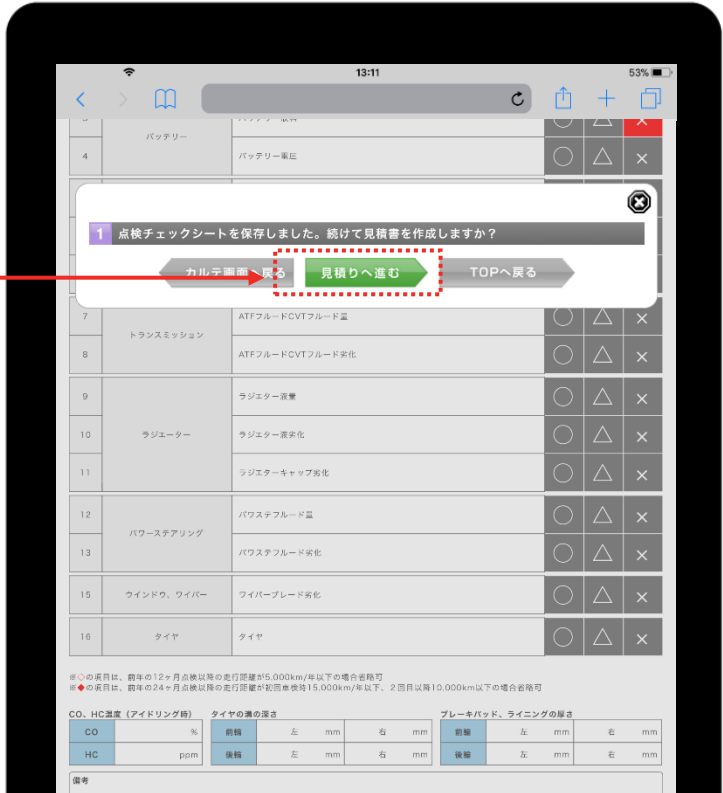 13:11 53%
バッテリー
4 バッテリー電圧 ○ △ ×
1 点検チェックシートを保存しました。続けて見積書を作成しますか？
カルテ画面へ戻る 見積りへ進む TOPへ戻る
7 ATFフルードCVTフルード量 ○ △ ×
トランスミッション
8 ATFフルードCVTフルード劣化 ○ △ ×
9 ラジエター液量 ○ △ ×
10 ラジエーター ラジエター液劣化 ○ △ ×
11 ラジエターキャップ劣化 ○ △ ×
12 パワステフルード量 ○ △ ×
パワーステアリング
13 パワステフルード劣化 ○ △ ×
15 ウインドウ、ワイパー ワイパーブレード劣化 ○ △ ×
16 タイヤ タイヤ ○ △ ×
※◇の項目は、前年の12ヶ月点検以降の走行距離が5.000km/年以下の場合省略可
※◆の項目は、前年の24ヶ月点検以降の走行距離が初回車検時15.000km/年以下、2回目以降10.000km以下の場合省略可
CO、HC濃度（アイドリング時） タイヤの溝の深さ ブレーキパッド、ライニングの厚さ
CO % 前輪 左 mm 右 mm 前輪 左 mm 右 mm
HC ppm 後輪 左 mm 右 mm 後輪 左 mm 右 mm
備考